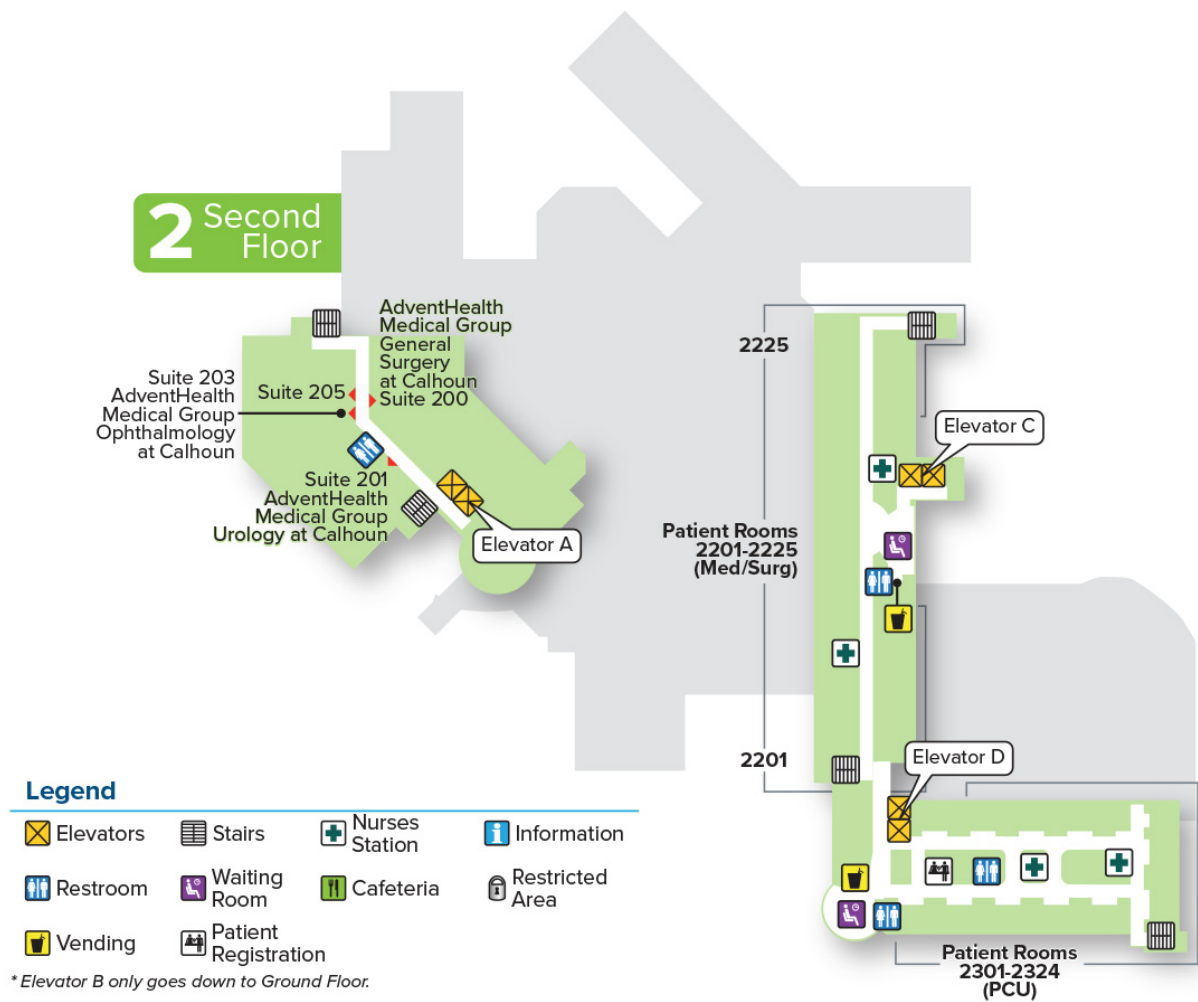 2 Second
Floor
AdventHealth
Medical Group
General
Surgery
at Calhoun
Suite 200
Suite 203
AdventHealth
Medical Group
Ophthalmology
at Calhoun
Suite 205
Suite 201
AdventHealth
Medical Group
Urology at Calhoun
Elevator A
2225
Elevator C
Patient Rooms
2201-2225
(Med/Surg)
2201
Elevator D
Patient Rooms
2301-2324
(PCU)
Legend
Elevators
Stairs
Nurses
Station
Information
Restroom
Waiting
Room
Cafeteria
Restricted
Area
Vending
Patient
Registration
* Elevator B only goes down to Ground Floor.